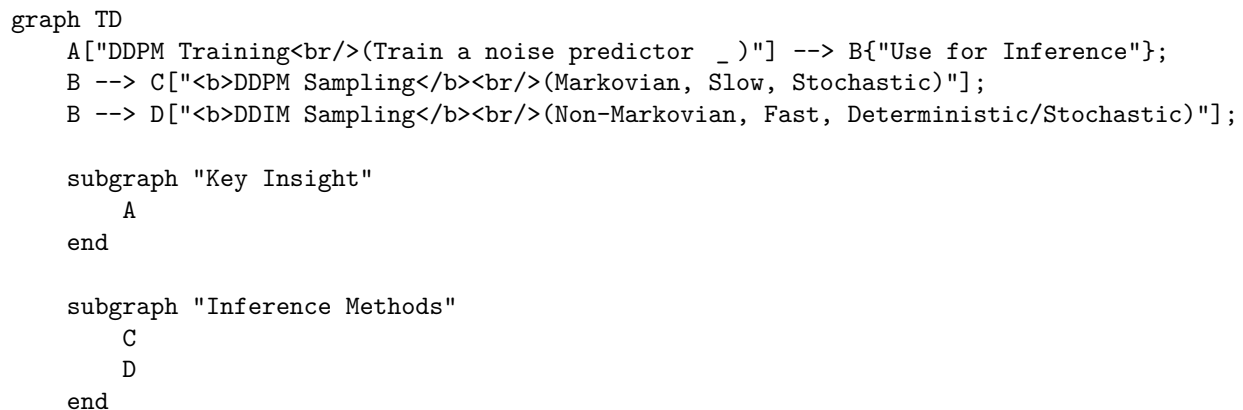 graph TD
    A["DDPM Training<br/>(Train a noise predictor  _ )"] --> B{"Use for Inference"};
    B --> C["<b>DDPM Sampling</b><br/>(Markovian, Slow, Stochastic)"];
    B --> D["<b>DDIM Sampling</b><br/>(Non-Markovian, Fast, Deterministic/Stochastic)"];

    subgraph "Key Insight"
        A
    end

    subgraph "Inference Methods"
        C
        D
    end